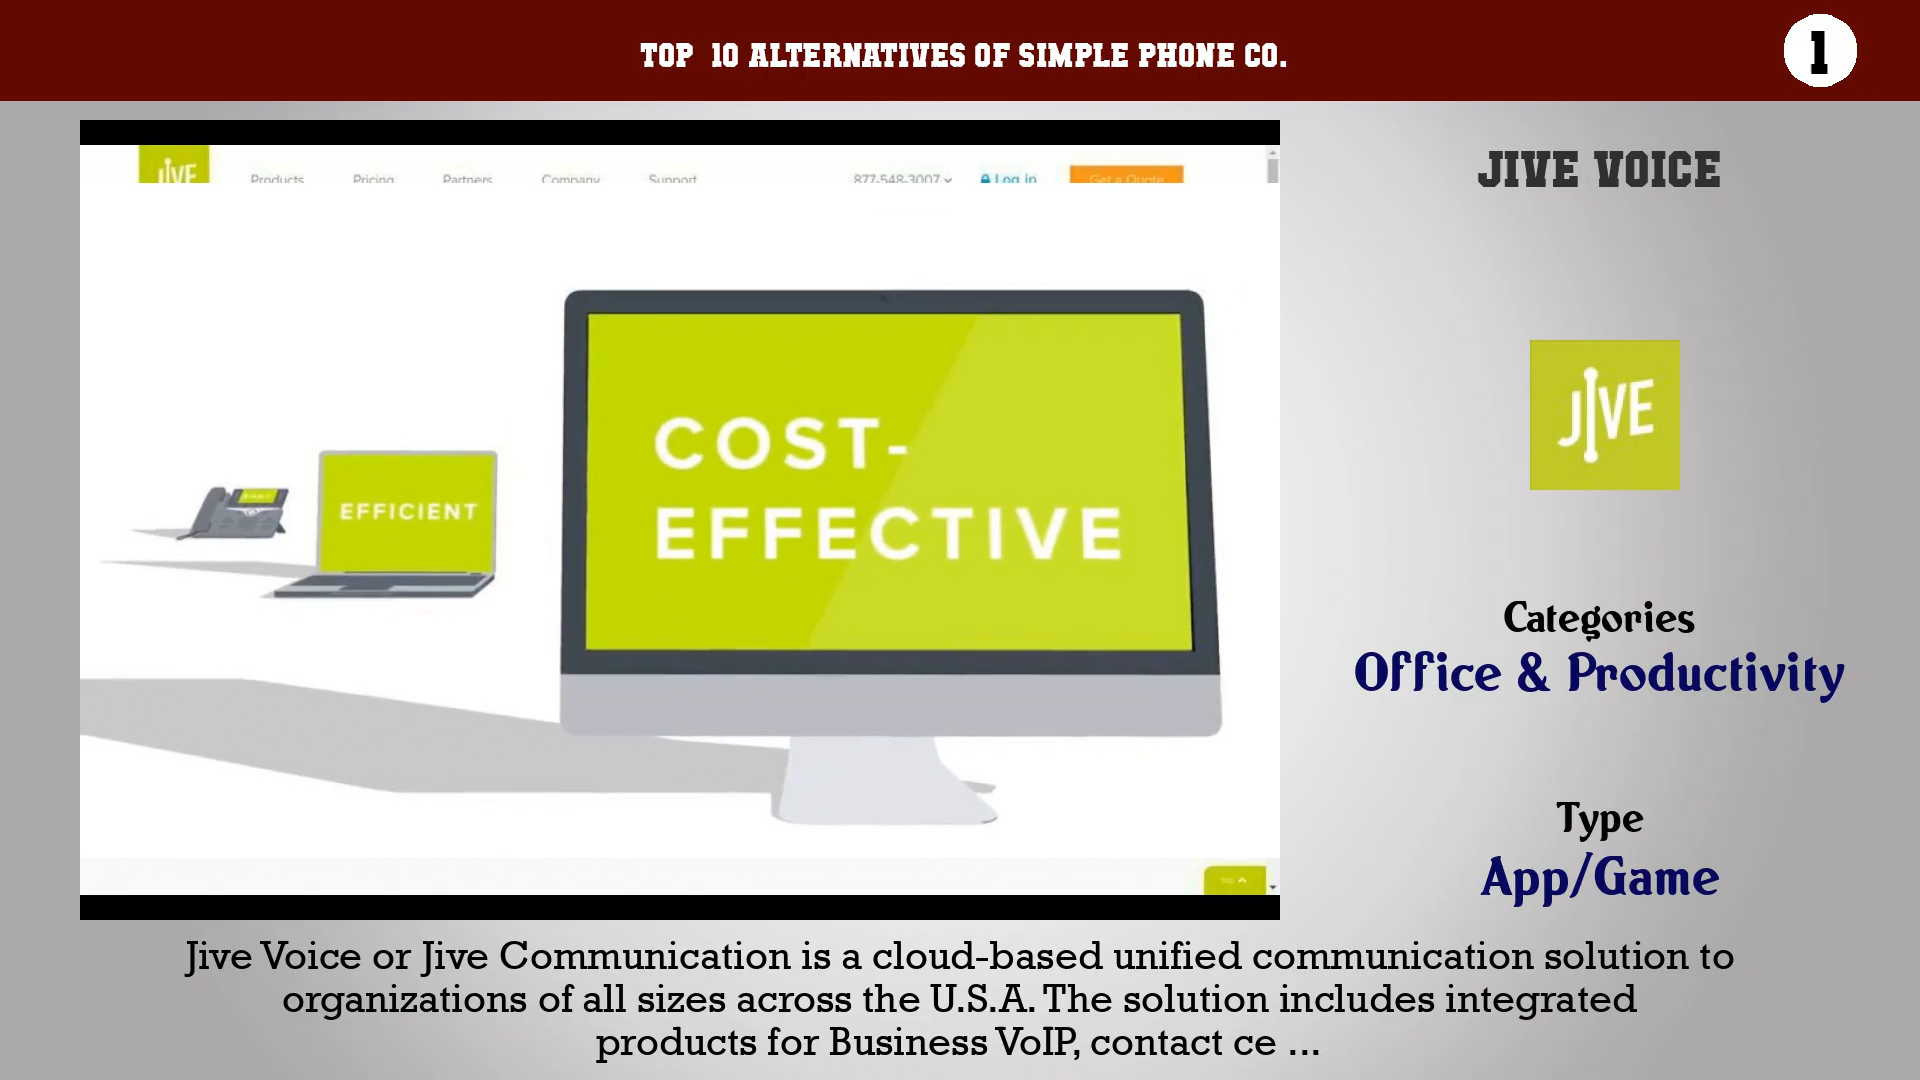 TOP 10 ALTERNATIVES OF SIMPLE PHONE CO.
1
JIVE
Products Pricing Partners Company Support 877-548-3007 Log in Get a Quote
JIVE VOICE
COST-
EFFECTIVE
EFFICIENT
JIVE
Categories
Office & Productivity
Type
App/Game
top
Jive Voice or Jive Communication is a cloud-based unified communication solution to
organizations of all sizes across the U.S.A. The solution includes integrated
products for Business VoIP, contact ce ...